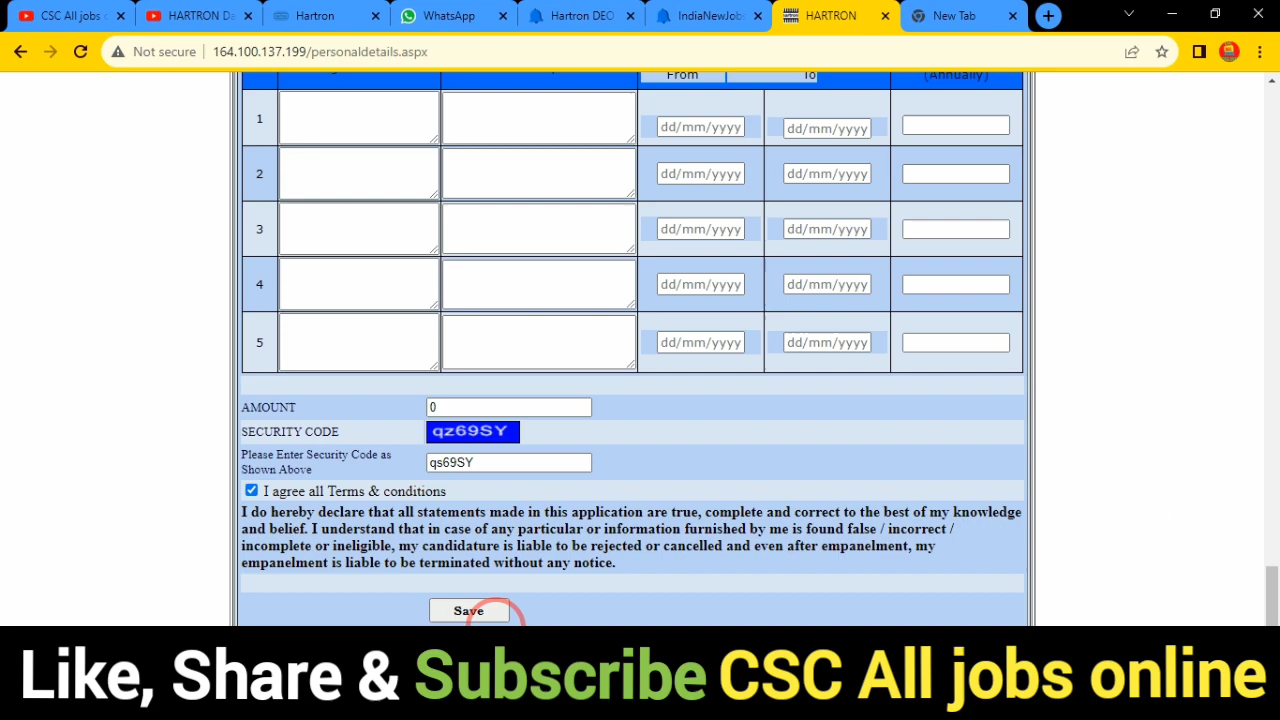 CSC All jobs o
HARTRON Da
Hartron
WhatsApp
Hartron DEO
IndiaNewJobs
HARTRON
New Tab
Not secure
164.100.137.199/personaldetails.aspx
From
To
(Annually)
1
dd/mm/yyyy
dd/mm/yyyy
2
dd/mm/yyyy
dd/mm/yyyy
3
dd/mm/yyyy
dd/mm/yyyy
4
dd/mm/yyyy
dd/mm/yyyy
5
dd/mm/yyyy
dd/mm/yyyy
AMOUNT
0
SECURITY CODE
qz69SY
Please Enter Security Code as
Shown Above
qs69SY
I agree all Terms & conditions
I do hereby declare that all statements made in this application are true, complete and correct to the best of my knowledge
and belief. I understand that in case of any particular or information furnished by me is found false / incorrect /
incomplete or ineligible, my candidature is liable to be rejected or cancelled and even after empanelment, my
empanelment is liable to be terminated without any notice.
Save
Like, Share & Subscribe CSC All jobs online